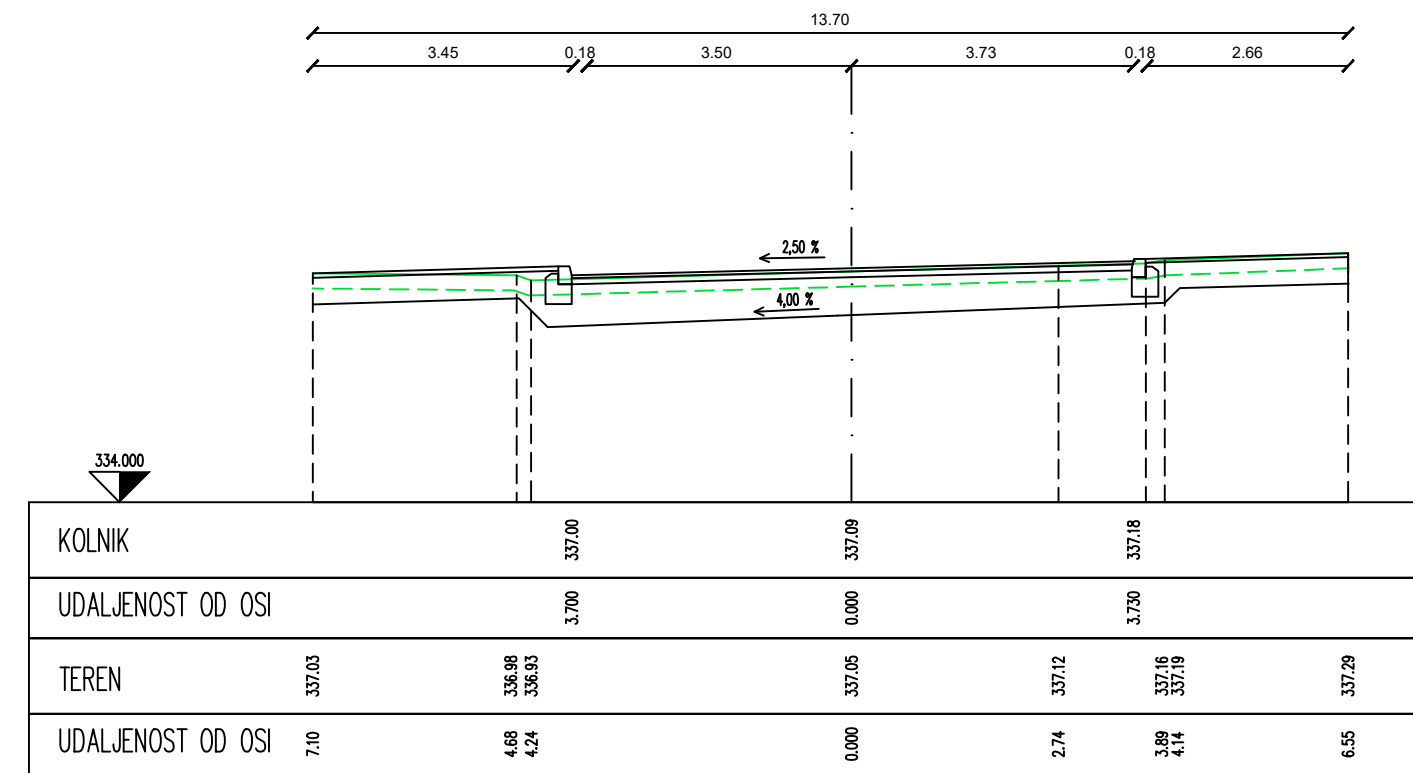 13.70
3.45 0.18 3.50 3.73 0.18 2.66
2,50 %
4,00 %
334.000
KOLNIK 337.00 337.09 337.18
UDALJENOST OD OSI 3.700 0.000 3.730
TEREN 337.03 336.98 336.93 337.05 337.12 337.16 337.19 337.29
UDALJENOST OD OSI 7.10 4.68 4.24 0.000 2.74 3.89 4.14 6.55